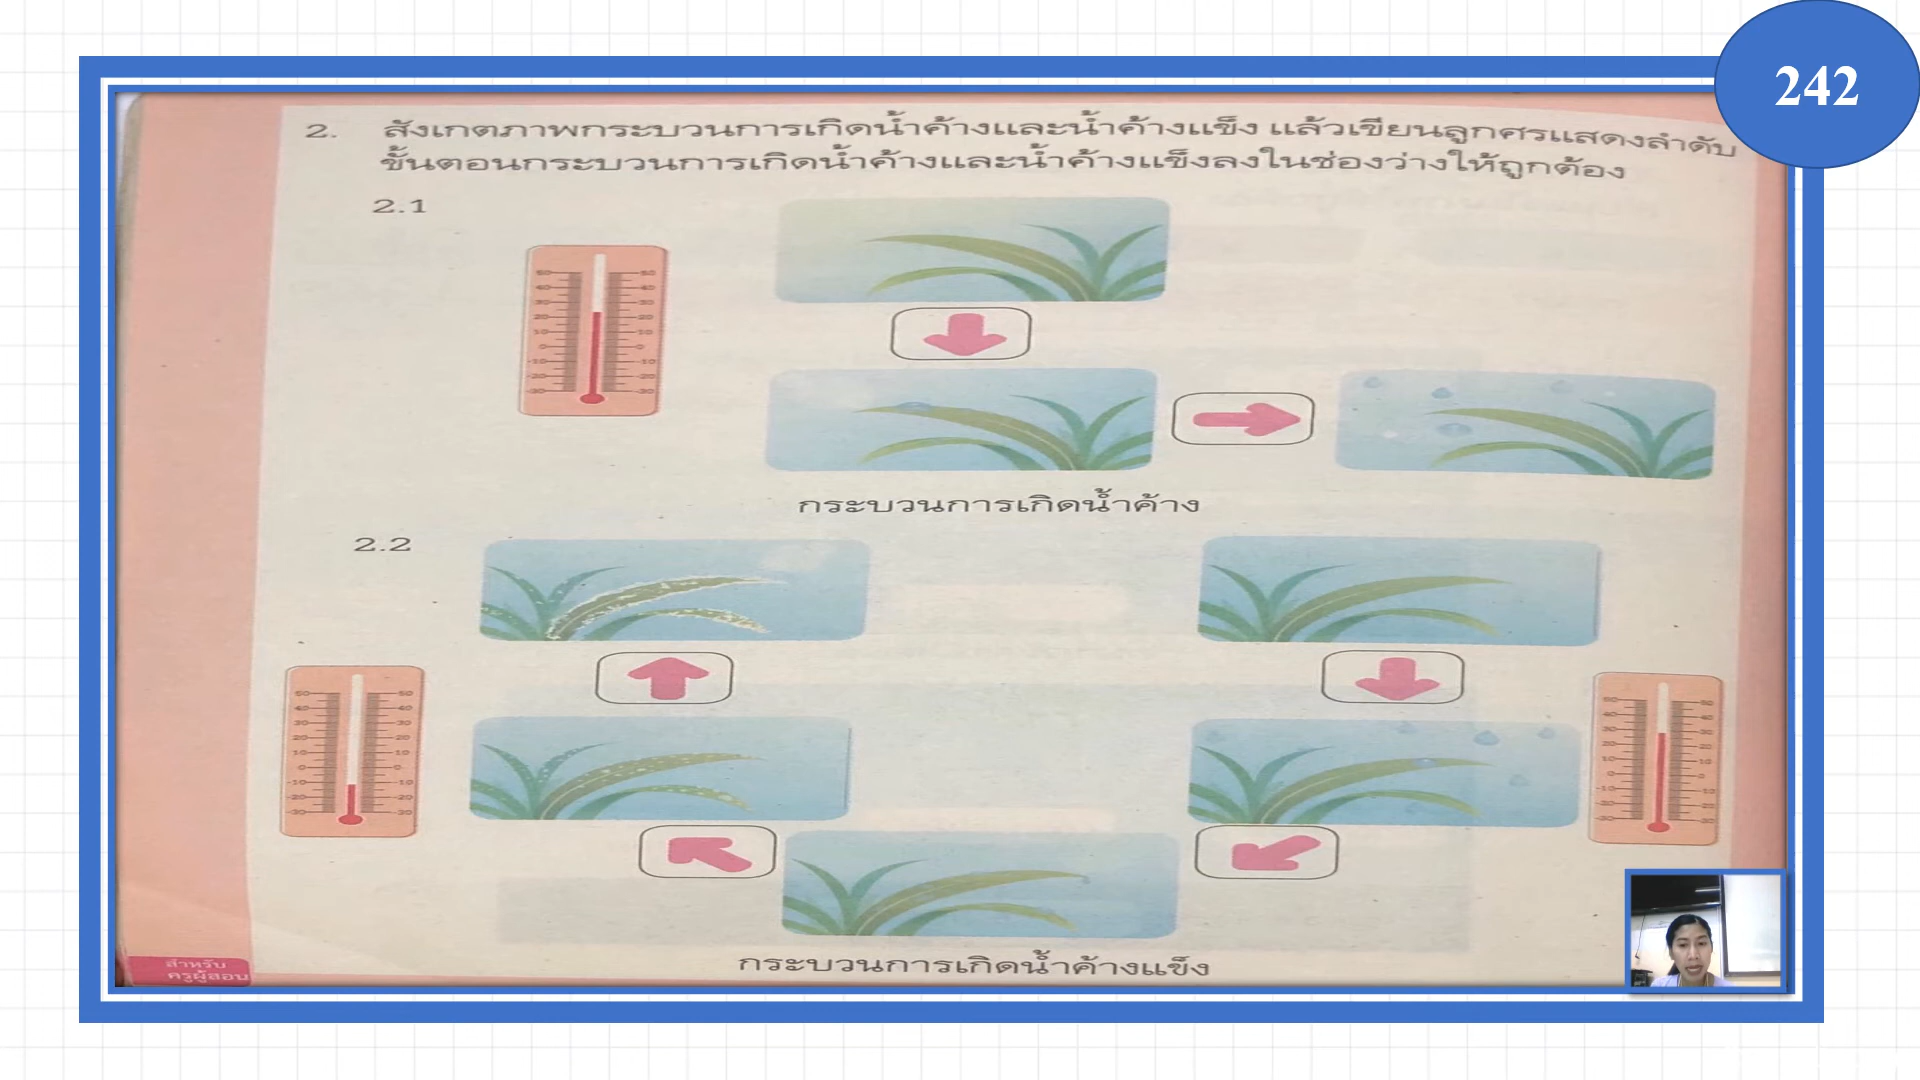 242
2. สังเกตภาพกระบวนการเกิดน้ำค้างและน้ำค้างแข็ง แล้วเขียนลูกศรแสดงลำดับ
ขั้นตอนกระบวนการเกิดน้ำค้างและน้ำค้างแข็งลงในช่องว่างให้ถูกต้อง
2.1
กระบวนการเกิดน้ำค้าง
2.2
กระบวนการเกิดน้ำค้างแข็ง
สำหรับ
ครูผู้สอน